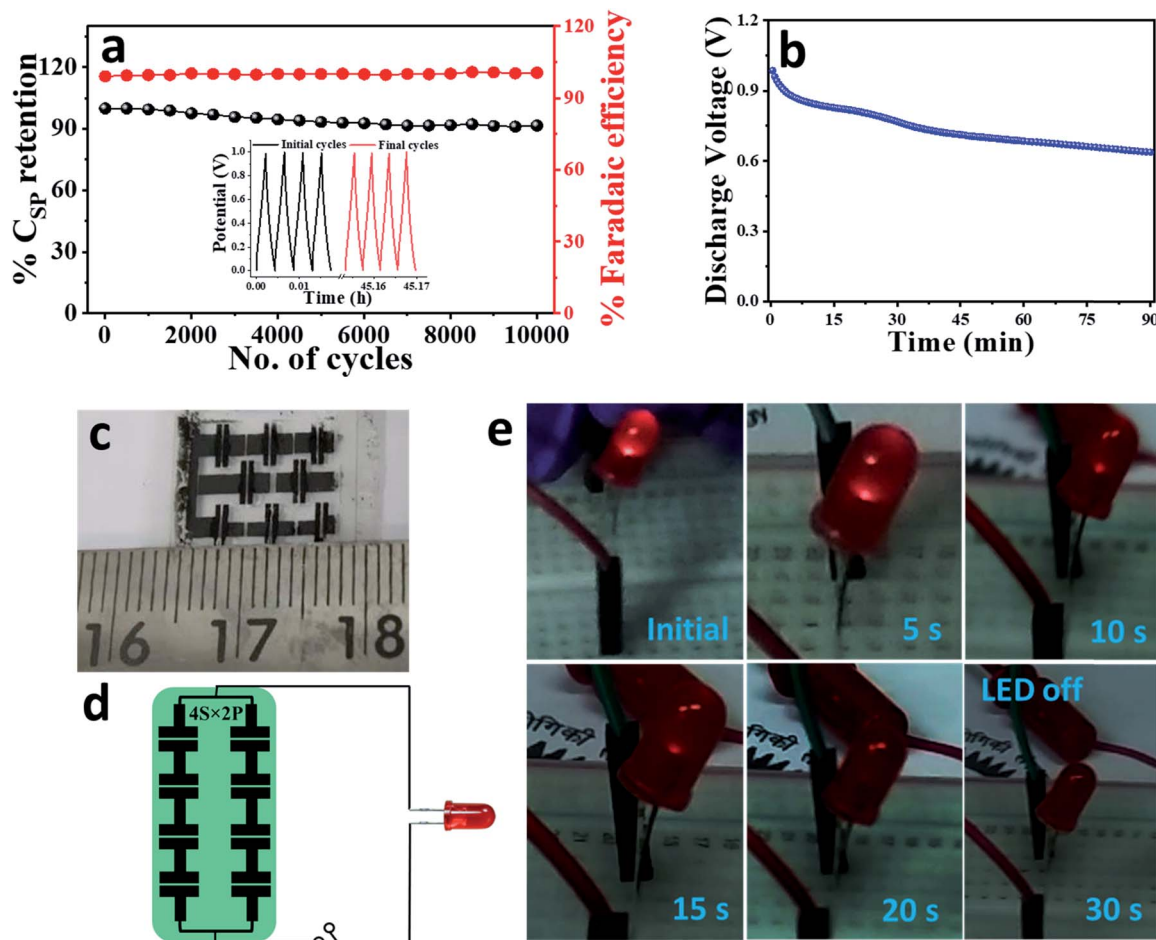 a
% C_SP retention
120
90
60
30
0
% Faradaic efficiency
120
90
60
30
0
0 2000 4000 6000 8000 10000
No. of cycles
Initial cycles Final cycles
Potential (V)
1.0
0.8
0.6
0.4
0.2
0.0
0.00 0.01 45.16 45.17
Time (h)
b
Discharge Voltage (V)
1.2
0.9
0.6
0.3
0.0
0 15 30 45 60 75 90
Time (min)
c
16 17 18
d
4S×2P
e
Initial
5 s
10 s
15 s
20 s
LED off
30 s